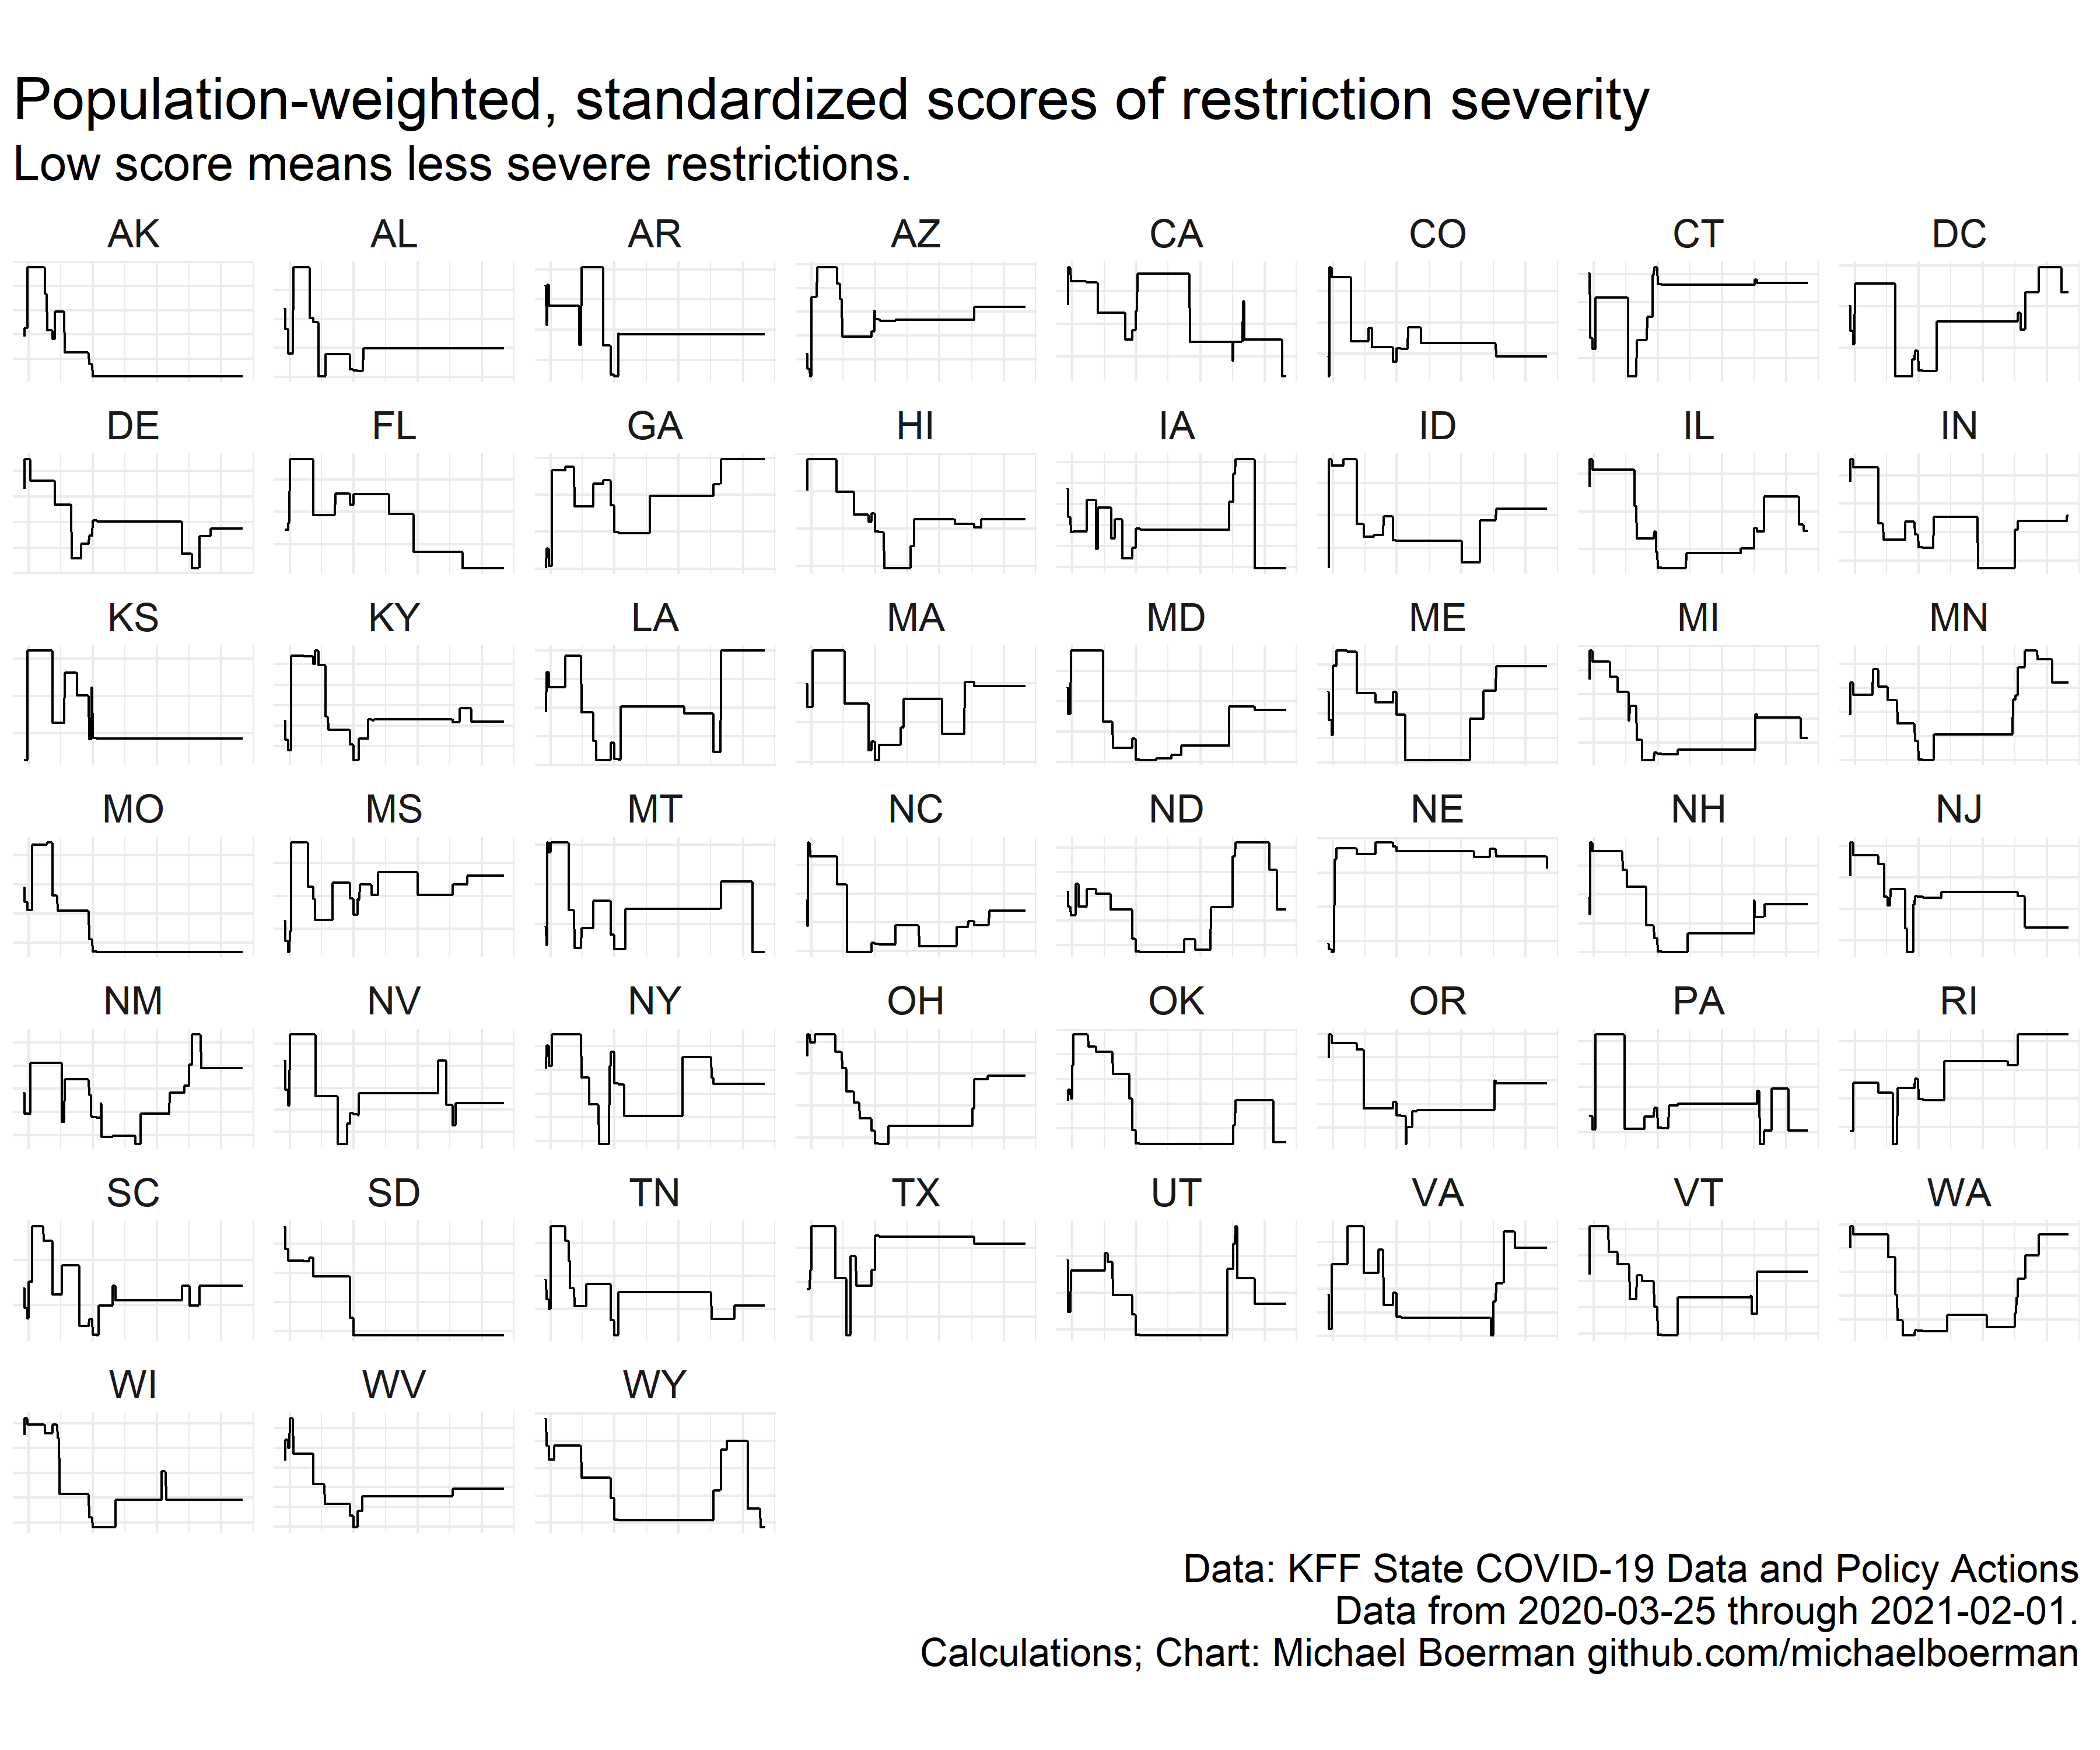 Population-weighted, standardized scores of restriction severity
Low score means less severe restrictions.
AK AL AR AZ CA CO CT DC
DE FL GA HI IA ID IL IN
KS KY LA MA MD ME MI MN
MO MS MT NC ND NE NH NJ
NM NV NY OH OK OR PA RI
SC SD TN TX UT VA VT WA
WI WV WY
Data: KFF State COVID-19 Data and Policy Actions
Data from 2020-03-25 through 2021-02-01.
Calculations; Chart: Michael Boerman github.com/michaelboerman